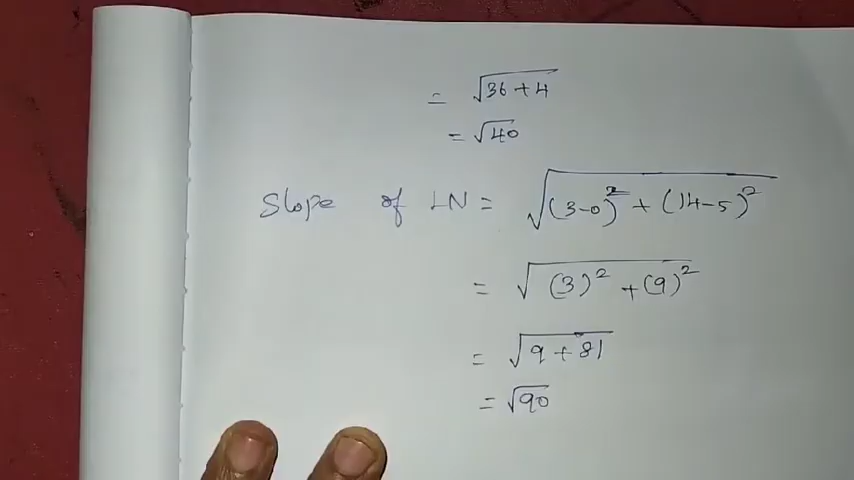 = √36+4
= √40
Slope of LN = √(3-0)² + (14-5)²
= √(3)² + (9)²
= √9 + 81
= √90